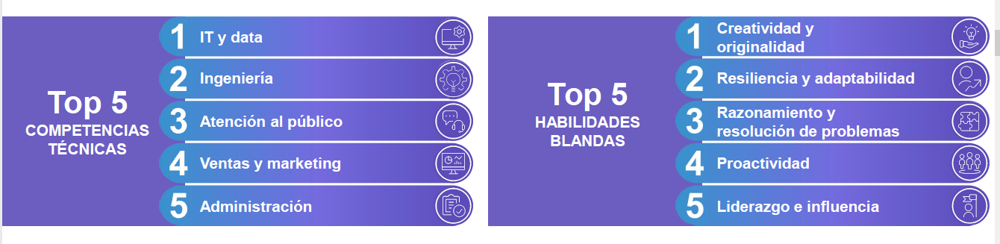 Top 5
COMPETENCIAS
TÉCNICAS
1 IT y data
2 Ingeniería
3 Atención al público
4 Ventas y marketing
5 Administración
Top 5
HABILIDADES
BLANDAS
1 Creatividad y
originalidad
2 Resiliencia y adaptabilidad
3 Razonamiento y
resolución de problemas
4 Proactividad
5 Liderazgo e influencia